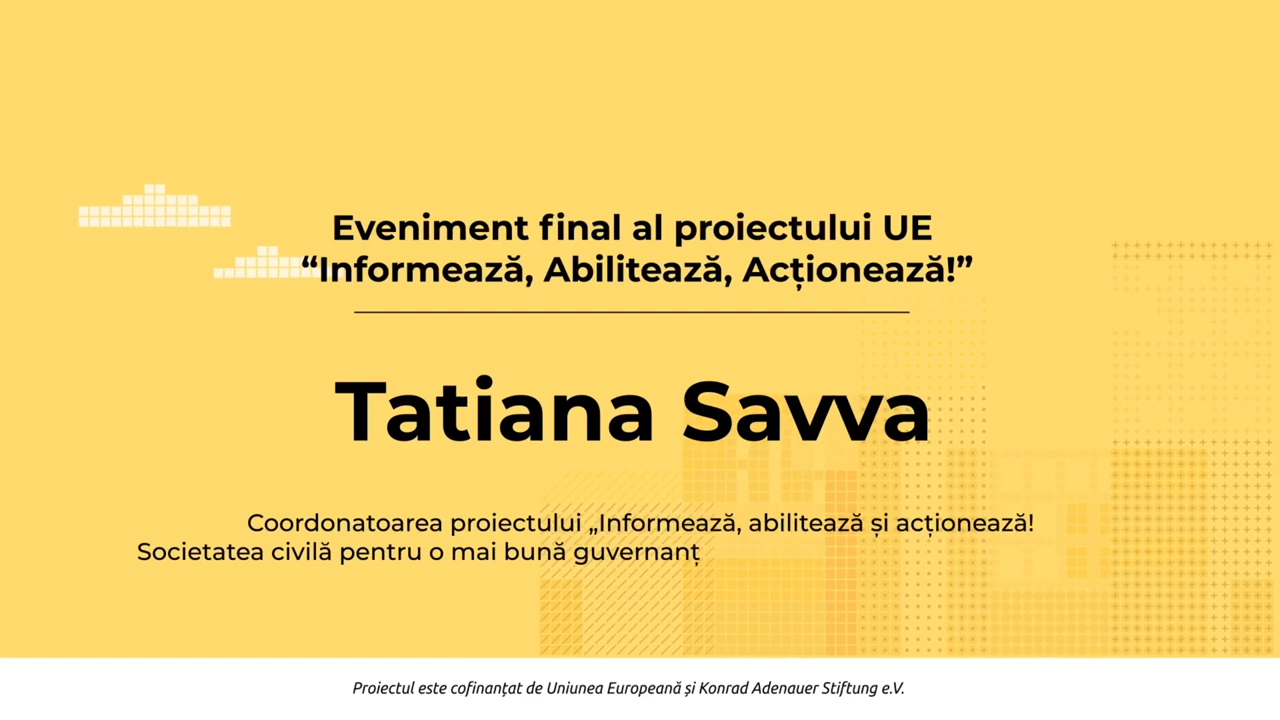 Eveniment final al proiectului UE
“Informează, Abilitează, Acționează!”
Tatiana Savva
Coordonatoarea proiectului „Informează, abilitează și acționează!
Societatea civilă pentru o mai bună guvernanț
Proiectul este cofinanțat de Uniunea Europeană și Konrad Adenauer Stiftung e.V.